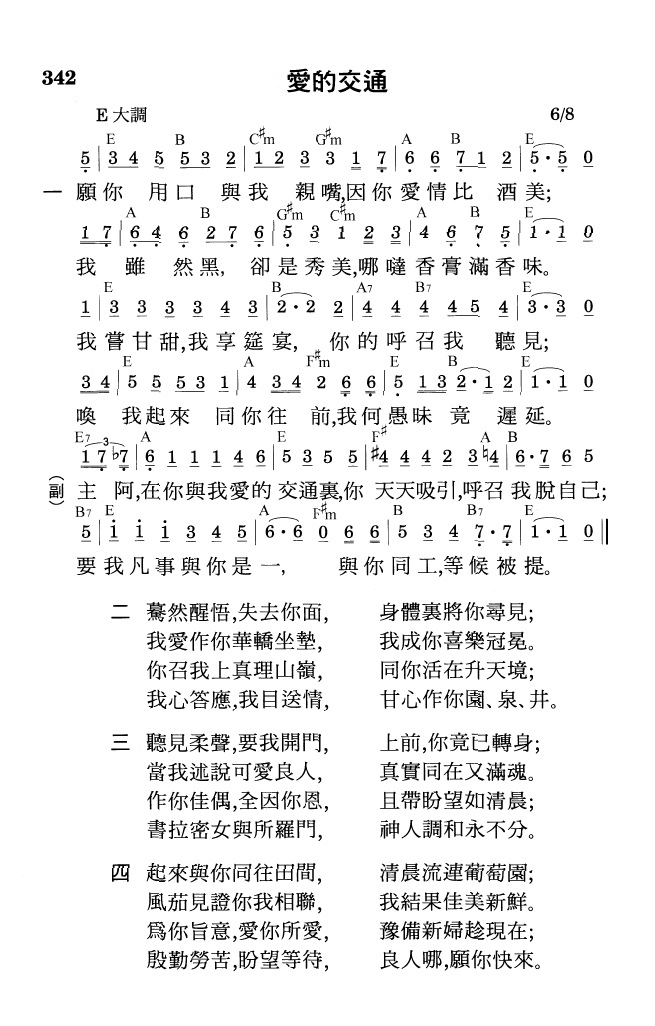 342 愛的交通
E 大調 6/8
E B C♯m G♯m A B E
5 | 3 4 5 5 3 2 | 1 2 3 3 1 7 | 6 6 7 1 2 | 5 · 5 0
一 願你 用口 與我 親嘴,因你愛情比 酒美;
A B G♯m C♯m A B E
1 7 | 6 4 6 2 7 6 | 5 3 1 2 3 | 4 6 7 5 | 1 · 1 0
我 雖 然黑, 卻是秀美,哪噠香膏滿香味。
E B A7 B7 E
1 | 3 3 3 3 4 3 | 2 · 2 2 | 4 4 4 4 5 4 | 3 · 3 0
我嘗甘甜,我享筵宴, 你的呼召我 聽見;
E A F♯m E B E
3 4 | 5 5 5 3 1 | 4 3 4 2 6 6 | 5 1 3 2 · 1 2 | 1 · 1 0
喚 我起來 同你往 前,我何愚昧 竟 遲延。
E7 3 A E F♯ A B
1 7 ♭7 | 6 1 1 1 4 6 | 5 3 5 5 | ♯4 4 4 2 3 ♮4 | 6 · 7 6 5
(副) 主 阿,在你與我愛的 交通裏,你 天天吸引,呼召我脫自己;
B7 E A F♯m B B7 E
5 | 1 1 1 3 4 5 | 6 · 6 0 6 6 | 5 3 4 7 · 7 | 1 · 1 0 ‖
要我凡事與你是一, 與你同工,等候被提。
二 驀然醒悟,失去你面, 身體裏將你尋見;
我愛作你華轎坐墊, 我成你喜樂冠冕。
你召我上真理山嶺, 同你活在升天境;
我心答應,我目送情, 甘心作你園、泉、井。
三 聽見柔聲,要我開門, 上前,你竟已轉身;
當我述說可愛良人, 真實同在又滿魂。
作你佳偶,全因你恩, 且帶盼望如清晨;
書拉密女與所羅門, 神人調和永不分。
四 起來與你同往田間, 清晨流連葡萄園;
風茄見證你我相聯, 我結果佳美新鮮。
爲你旨意,愛你所愛, 豫備新婦趁現在;
殷勤勞苦,盼望等待, 良人哪,願你快來。